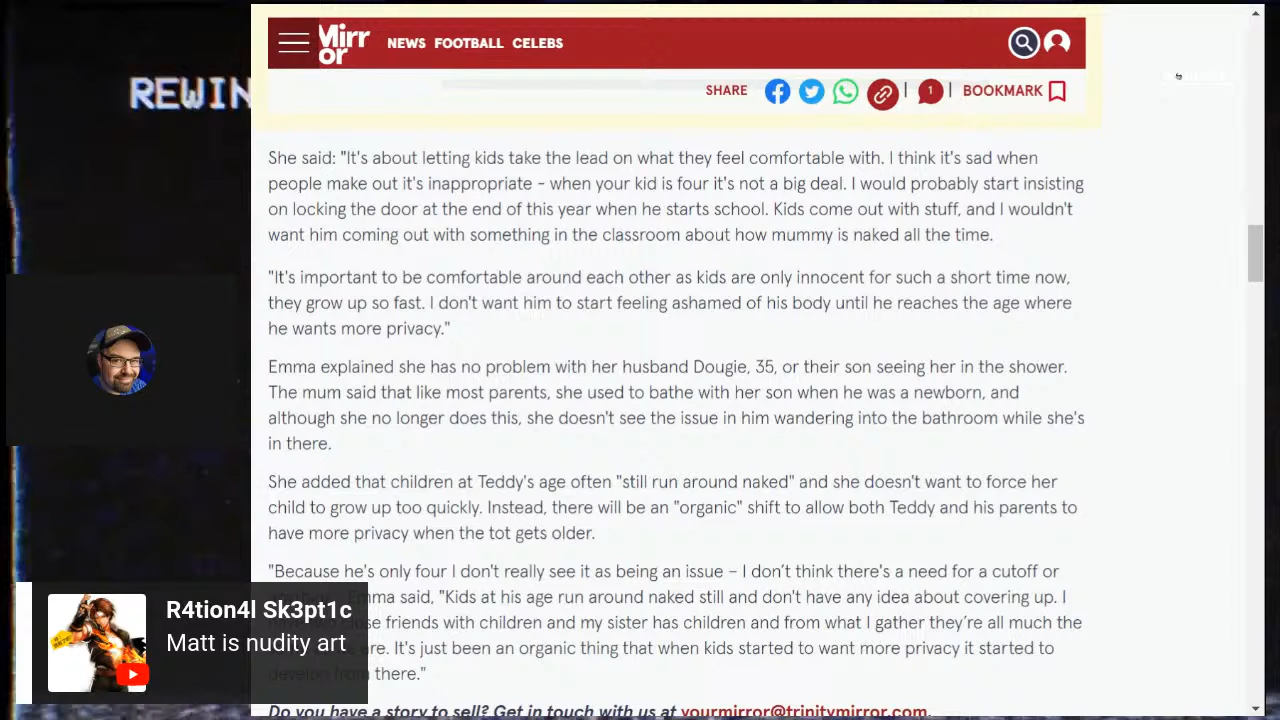 REWIN
Mirr
or
NEWS FOOTBALL CELEBS
SHARE
1
BOOKMARK
She said: "It's about letting kids take the lead on what they feel comfortable with. I think it's sad when
people make out it's inappropriate - when your kid is four it's not a big deal. I would probably start insisting
on locking the door at the end of this year when he starts school. Kids come out with stuff, and I wouldn't
want him coming out with something in the classroom about how mummy is naked all the time.
"It's important to be comfortable around each other as kids are only innocent for such a short time now,
they grow up so fast. I don't want him to start feeling ashamed of his body until he reaches the age where
he wants more privacy."
Emma explained she has no problem with her husband Dougie, 35, or their son seeing her in the shower.
The mum said that like most parents, she used to bathe with her son when he was a newborn, and
although she no longer does this, she doesn't see the issue in him wandering into the bathroom while she's
in there.
She added that children at Teddy's age often "still run around naked" and she doesn't want to force her
child to grow up too quickly. Instead, there will be an "organic" shift to allow both Teddy and his parents to
have more privacy when the tot gets older.
"Because he's only four I don't really see it as being an issue – I don't think there's a need for a cutoff or
Emma said, "Kids at his age run around naked still and don't have any idea about covering up. I
close friends with children and my sister has children and from what I gather they're all much the
It's just been an organic thing that when kids started to want more privacy it started to
develop from there."
Do you have a story to sell? Get in touch with us at yourmirror@trinitymirror.com.
R4tion4l Sk3pt1c
Matt is nudity art